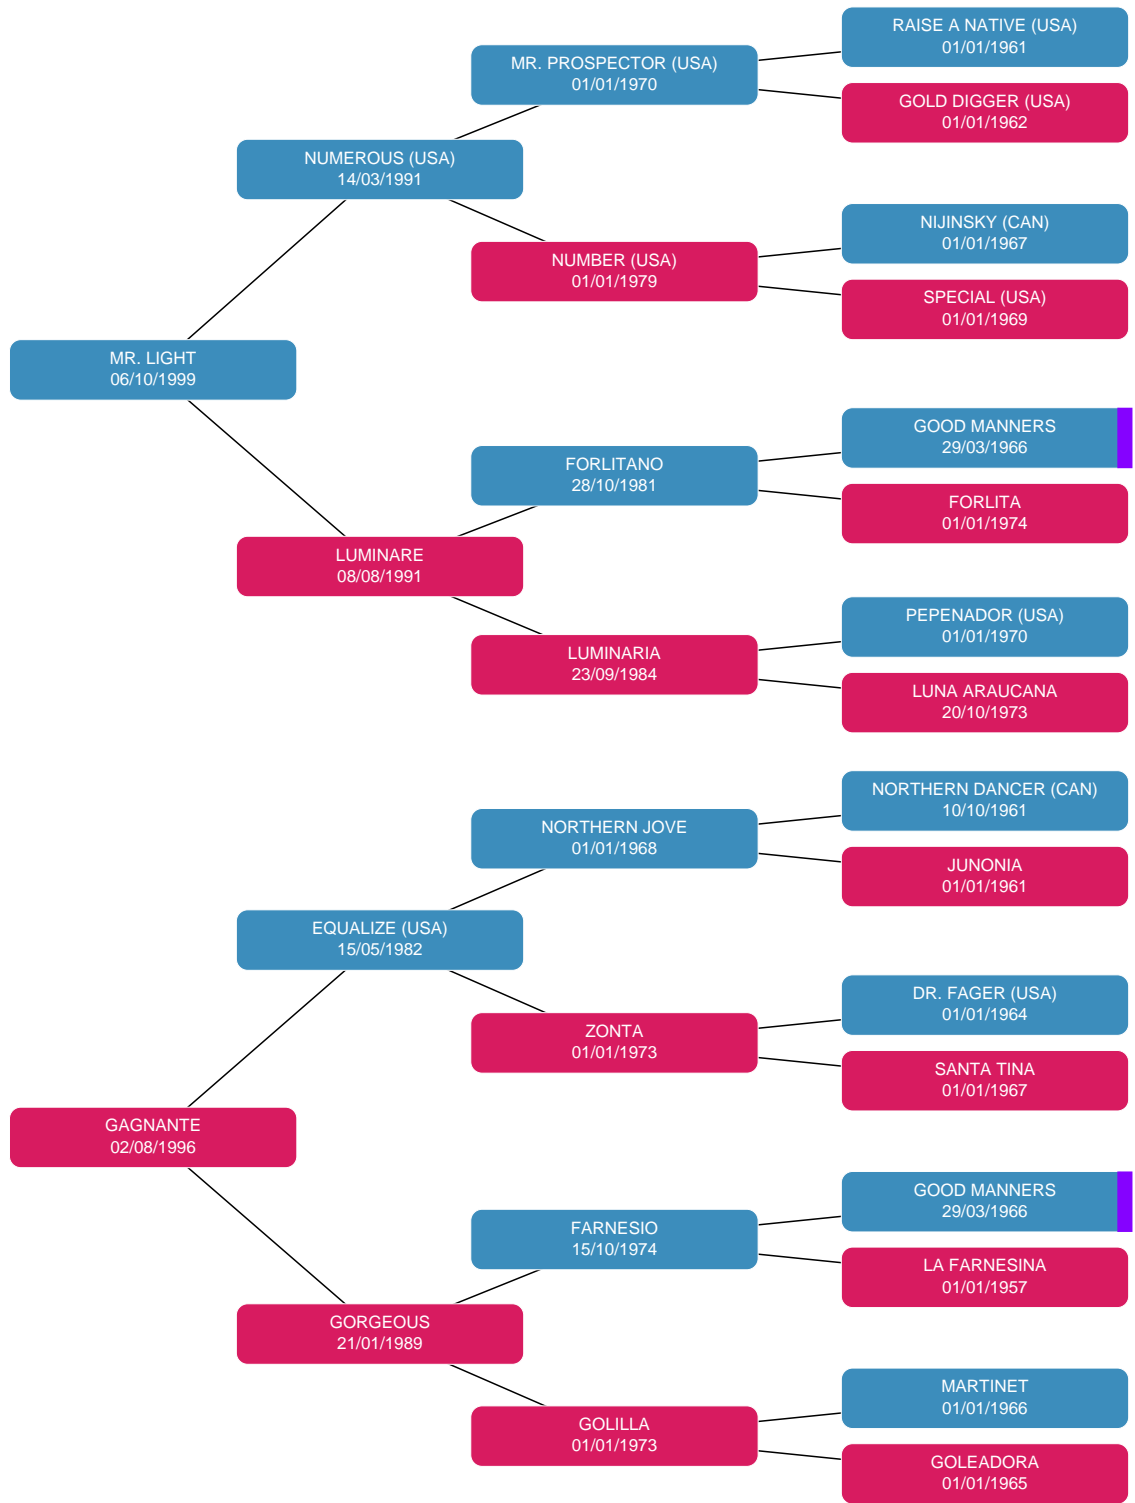 RAISE A NATIVE (USA)
01/01/1961
MR. PROSPECTOR (USA)
01/01/1970
GOLD DIGGER (USA)
01/01/1962
NUMEROUS (USA)
14/03/1991
NIJINSKY (CAN)
01/01/1967
NUMBER (USA)
01/01/1979
SPECIAL (USA)
01/01/1969
MR. LIGHT
06/10/1999
GOOD MANNERS
29/03/1966
FORLITANO
28/10/1981
FORLITA
01/01/1974
LUMINARE
08/08/1991
PEPENADOR (USA)
01/01/1970
LUMINARIA
23/09/1984
LUNA ARAUCANA
20/10/1973
NORTHERN DANCER (CAN)
10/10/1961
NORTHERN JOVE
01/01/1968
JUNONIA
01/01/1961
EQUALIZE (USA)
15/05/1982
DR. FAGER (USA)
01/01/1964
ZONTA
01/01/1973
SANTA TINA
01/01/1967
GAGNANTE
02/08/1996
GOOD MANNERS
29/03/1966
FARNESIO
15/10/1974
LA FARNESINA
01/01/1957
GORGEOUS
21/01/1989
MARTINET
01/01/1966
GOLILLA
01/01/1973
GOLEADORA
01/01/1965